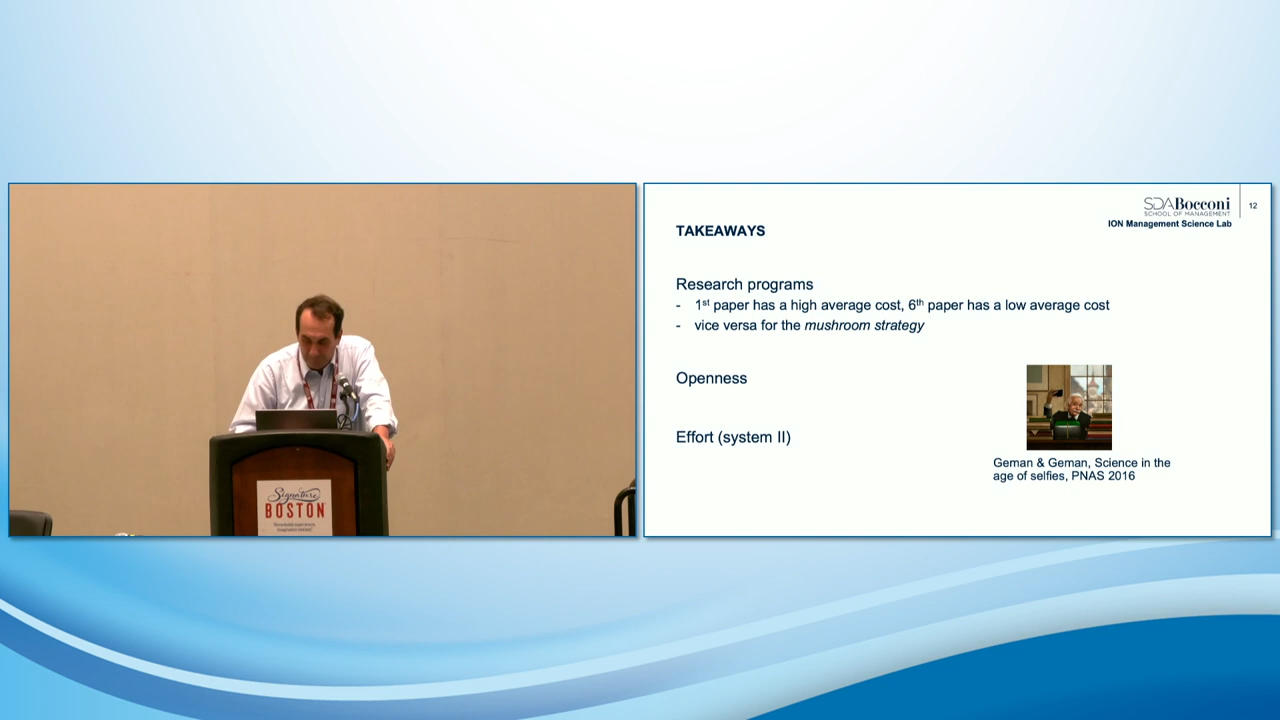 Signature
BOSTON
SDA Bocconi
SCHOOL OF MANAGEMENT
ION Management Science Lab
12
TAKEAWAYS
Research programs
- 1st paper has a high average cost, 6th paper has a low average cost
- vice versa for the mushroom strategy
Openness
Effort (system II)
Geman & Geman, Science in the
age of selfies, PNAS 2016